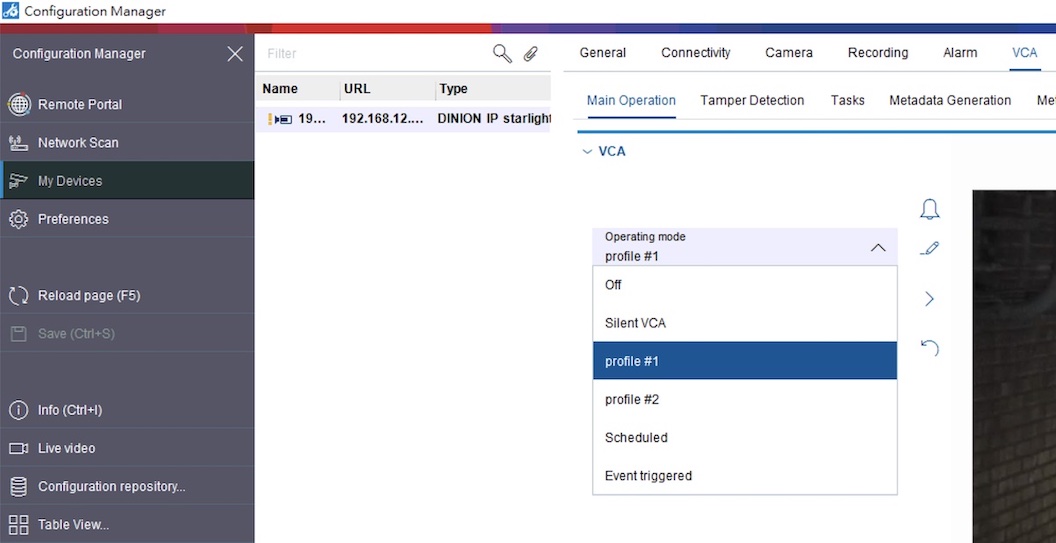 Configuration Manager
Configuration Manager
Remote Portal
Network Scan
My Devices
Preferences
Reload page (F5)
Save (Ctrl+S)
Info (Ctrl+I)
Live video
Configuration repository...
Table View...
Filter
Name URL Type
19... 192.168.12.... DINION IP starlight
General Connectivity Camera Recording Alarm VCA
Main Operation Tamper Detection Tasks Metadata Generation
VCA
Operating mode
profile #1
Off
Silent VCA
profile #1
profile #2
Scheduled
Event triggered